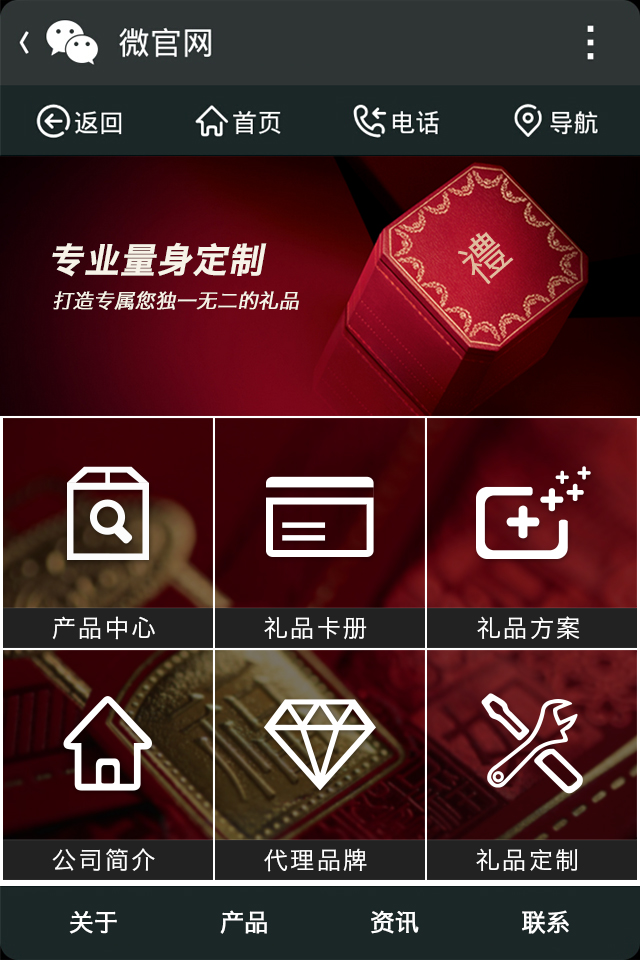 微官网
返回 首页 电话 导航
禮
专业量身定制
打造专属您独一无二的礼品
产品中心 礼品卡册 礼品方案
公司简介 代理品牌 礼品定制
关于 产品 资讯 联系